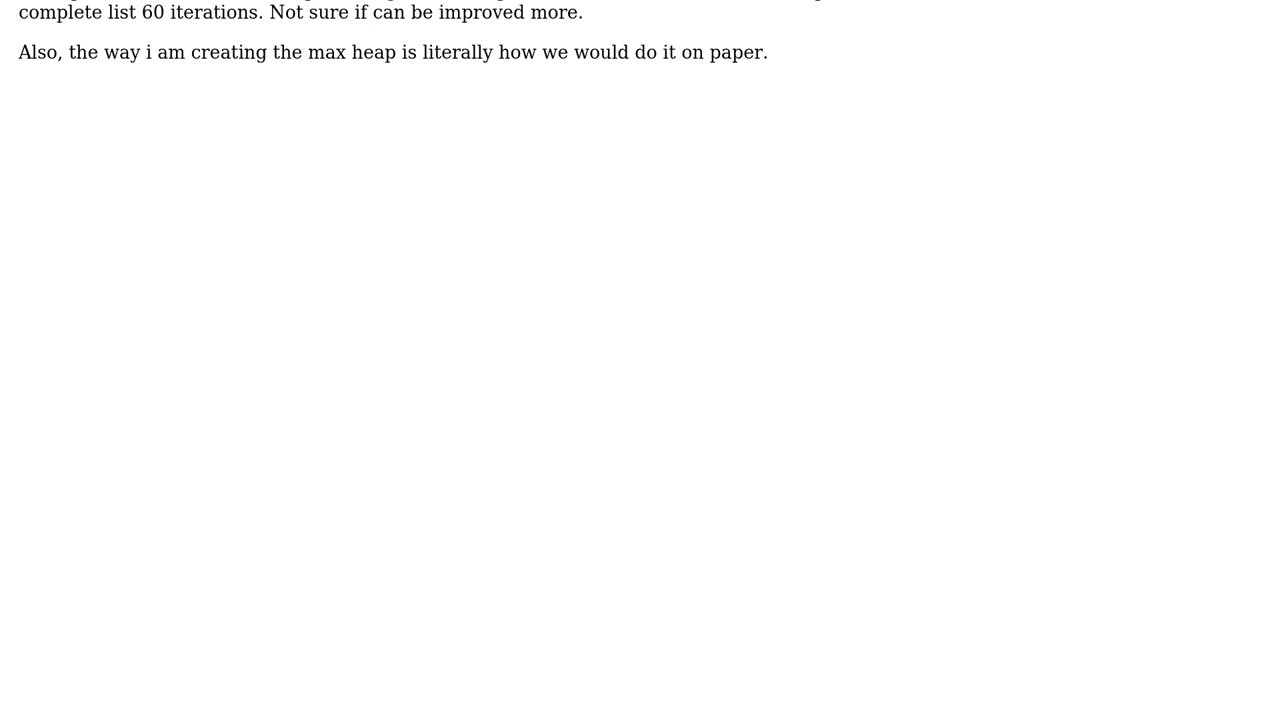 complete list 60 iterations. Not sure if can be improved more.
Also, the way i am creating the max heap is literally how we would do it on paper.